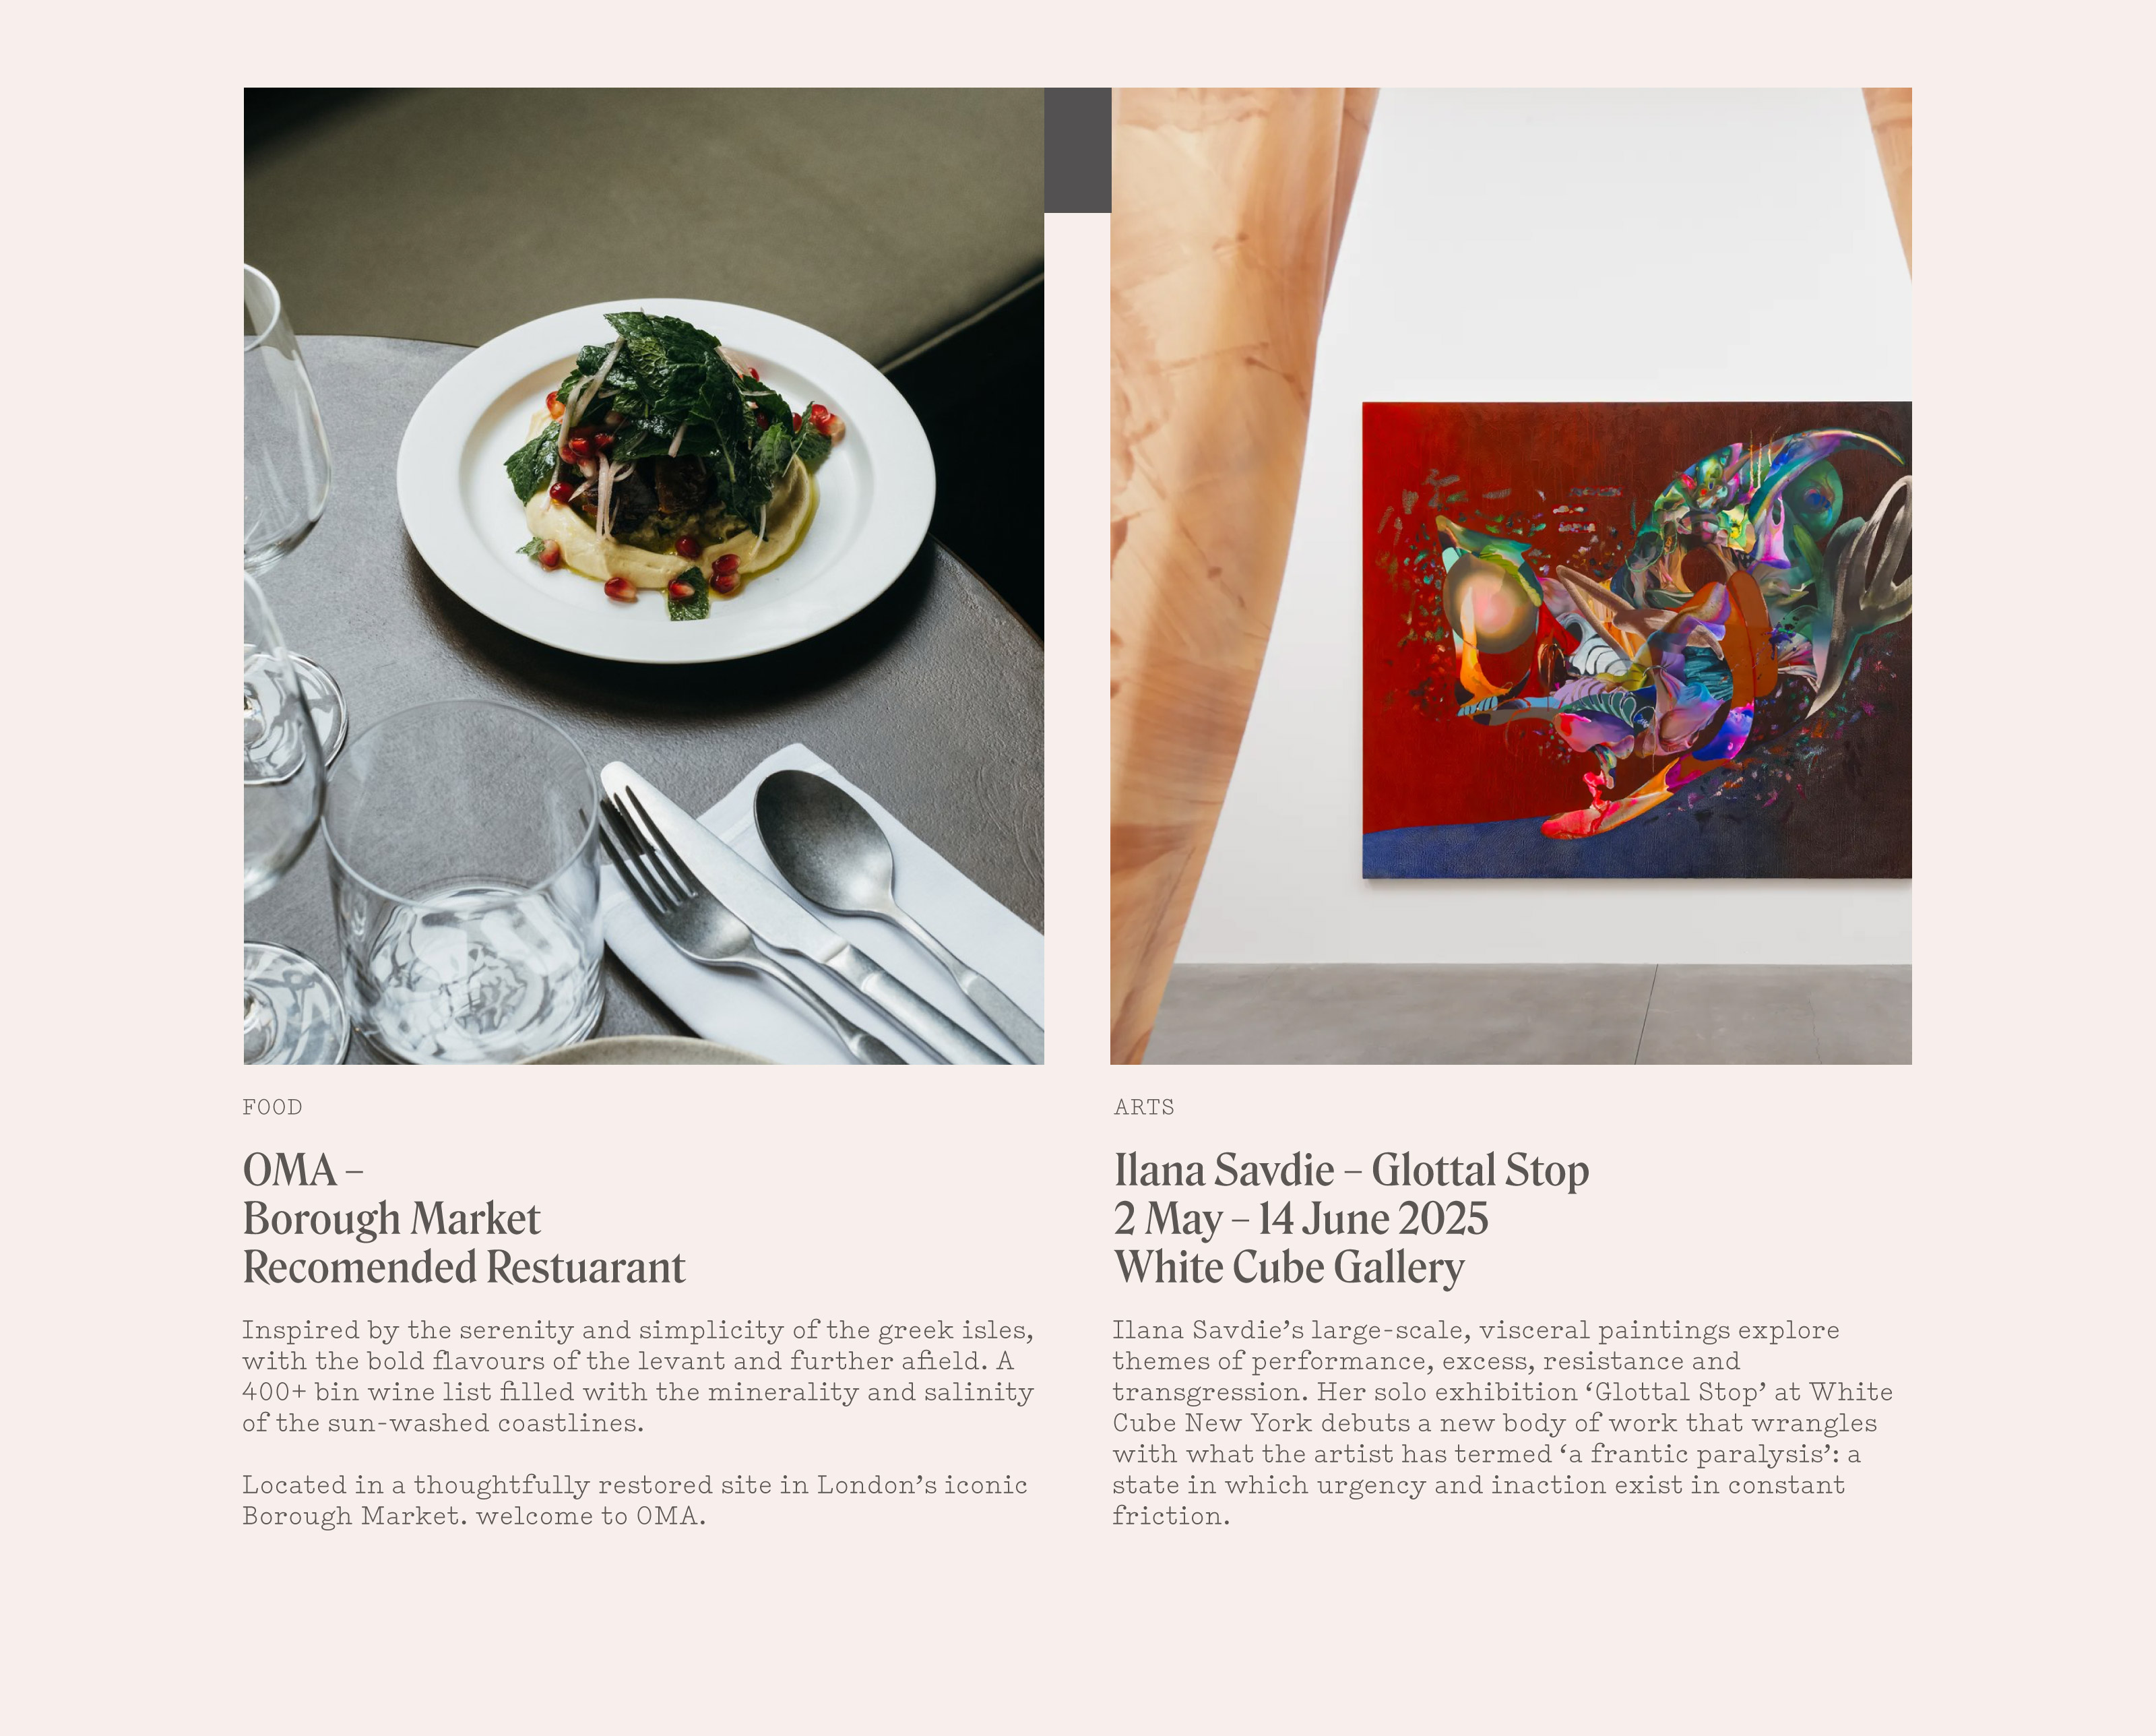 FOOD
OMA –
Borough Market
Recomended Restuarant
Inspired by the serenity and simplicity of the greek isles,
with the bold flavours of the levant and further afield. A
400+ bin wine list filled with the minerality and salinity
of the sun-washed coastlines.
Located in a thoughtfully restored site in London’s iconic
Borough Market. welcome to OMA.
ARTS
Ilana Savdie – Glottal Stop
2 May – 14 June 2025
White Cube Gallery
Ilana Savdie’s large-scale, visceral paintings explore
themes of performance, excess, resistance and
transgression. Her solo exhibition ‘Glottal Stop’ at White
Cube New York debuts a new body of work that wrangles
with what the artist has termed ‘a frantic paralysis’: a
state in which urgency and inaction exist in constant
friction.